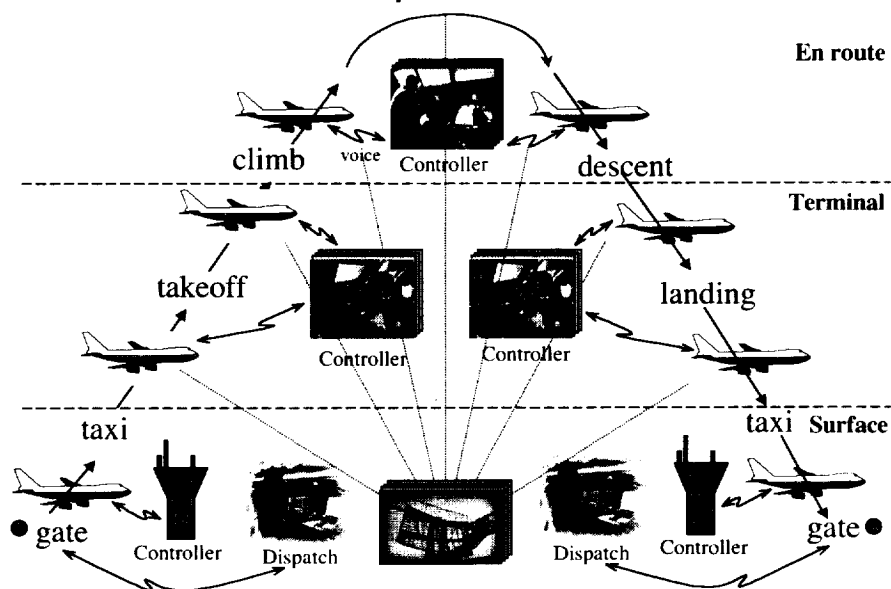 En route
climb
voice
Controller
descent
Terminal
takeoff
landing
Controller
Controller
taxi
taxi
Surface
gate
Controller
Dispatch
Dispatch
Controller
gate